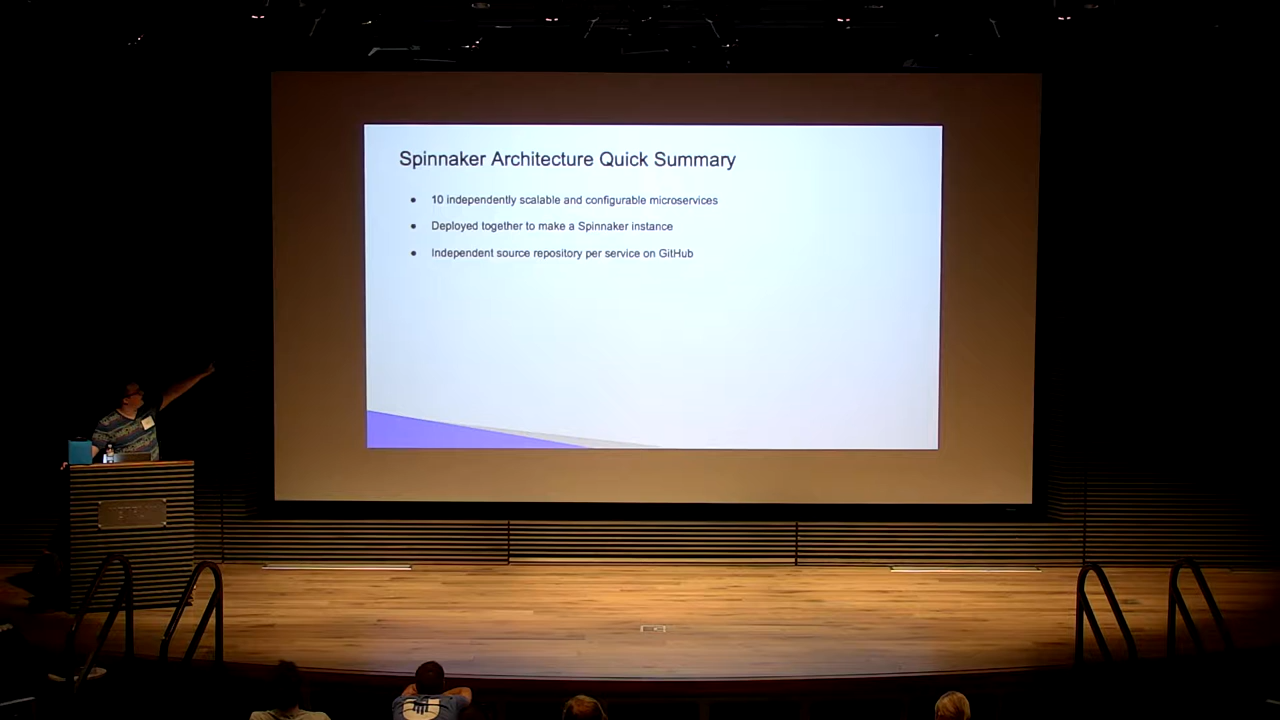 Spinnaker Architecture Quick Summary
● 10 independently scalable and configurable microservices
● Deployed together to make a Spinnaker instance
● Independent source repository per service on GitHub
NETFLIX